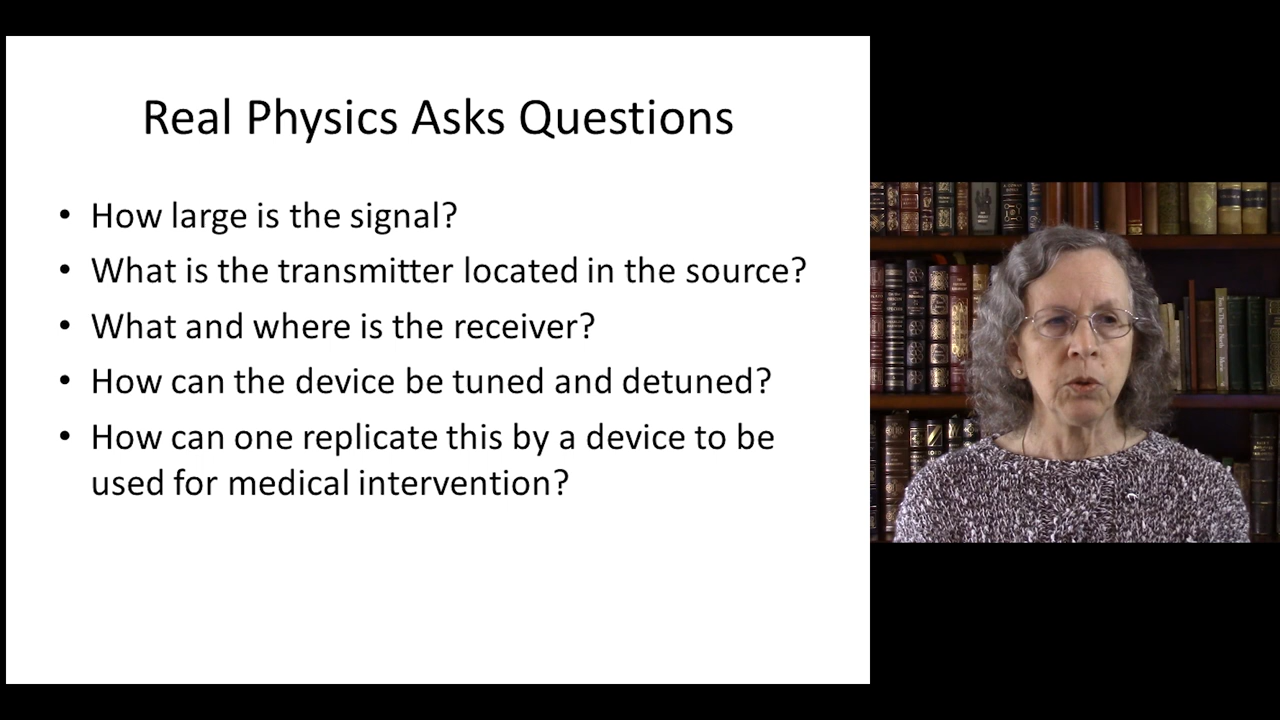 Real Physics Asks Questions
• How large is the signal?
• What is the transmitter located in the source?
• What and where is the receiver?
• How can the device be tuned and detuned?
• How can one replicate this by a device to be
used for medical intervention?